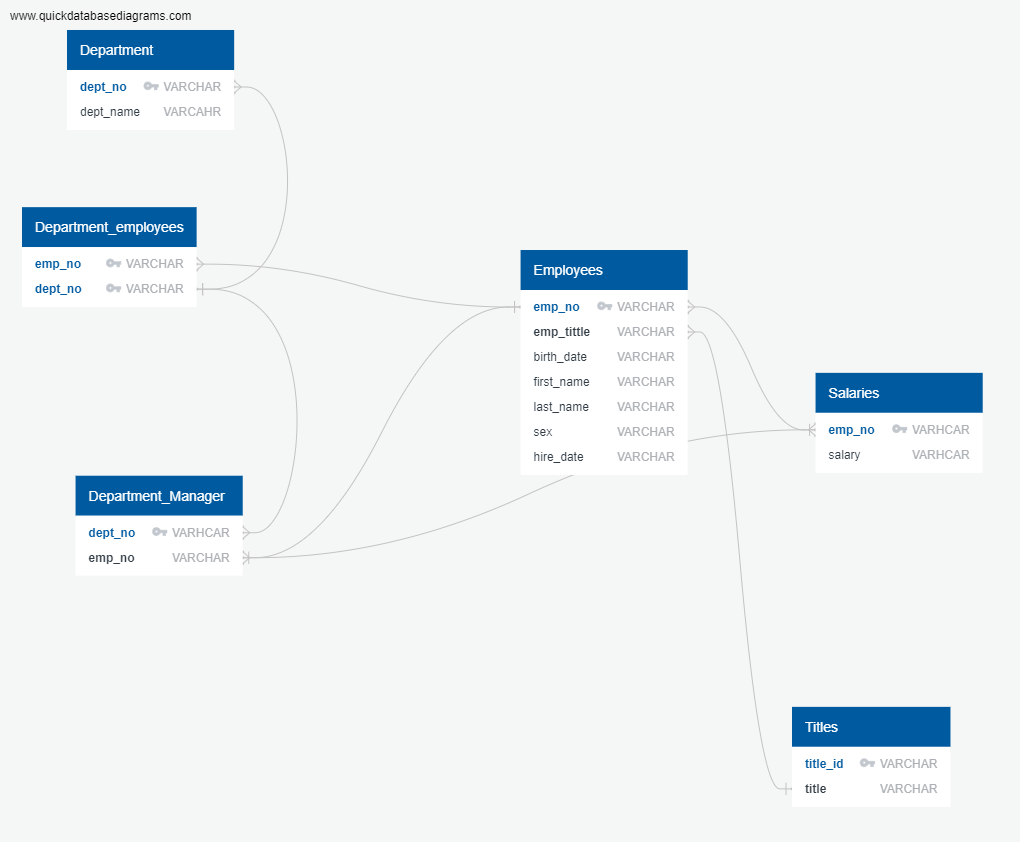 www.quickdatabasediagrams.com
Department
dept_no VARCHAR
dept_name VARCAHR
Department_employees
emp_no VARCHAR
dept_no VARCHAR
Employees
emp_no VARCHAR
emp_tittle VARCHAR
birth_date VARCHAR
first_name VARCHAR
last_name VARCHAR
sex VARCHAR
hire_date VARCHAR
Salaries
emp_no VARHCAR
salary VARHCAR
Department_Manager
dept_no VARHCAR
emp_no VARCHAR
Titles
title_id VARCHAR
title VARCHAR